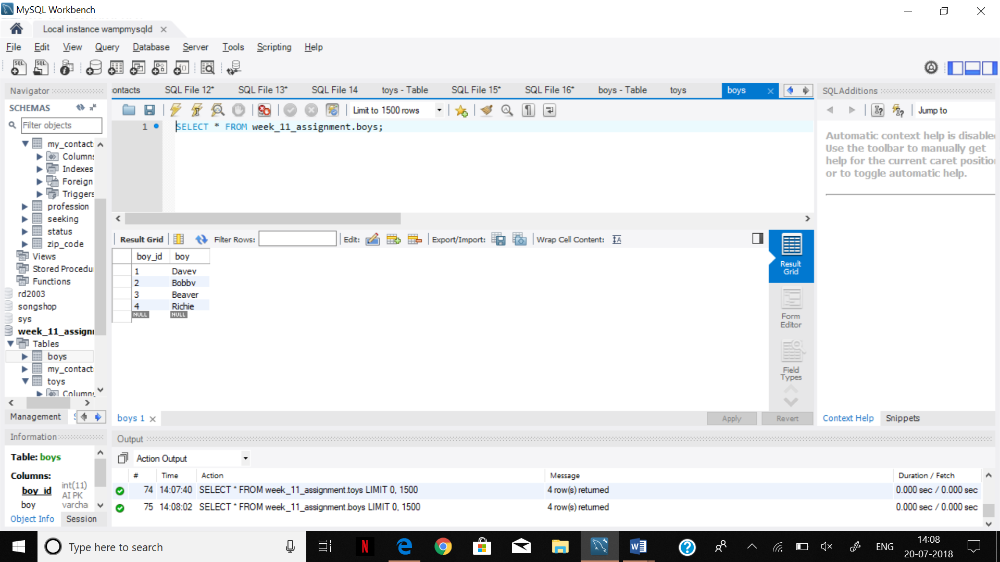 MySQL Workbench
Local instance wampmysqld
File Edit View Query Database Server Tools Scripting Help
Navigator
SCHEMAS
Filter objects
my_contact
Column
Indexes
Foreign
Triggers
profession
seeking
status
zip_code
Views
Stored Procedu
Functions
rd2003
songshop
sys
week_11_assign
Tables
boys
my_contact
toys
Column
Management
Information
Table: boys
Columns:
boy_id int(11)
AI PK
boy varcha
Object Info Session
ontacts SQL File 12* SQL File 13* SQL File 14 toys - Table SQL File 15* SQL File 16* boys - Table toys boys
Limit to 1500 rows
1 SELECT * FROM week_11_assignment.boys;
Result Grid Filter Rows: Edit: Export/Import: Wrap Cell Content:
boy_id boy
1 Davey
2 Bobby
3 Beaver
4 Richie
NULL NULL
Result
Grid
Form
Editor
Field
Types
boys 1 Apply Revert
SQLAdditions
Jump to
Automatic context help is disable
Use the toolbar to manually get
help for the current caret positio
or to toggle automatic help.
Context Help Snippets
Output
Action Output
# Time Action Message Duration / Fetch
74 14:07:40 SELECT * FROM week_11_assignment.toys LIMIT 0, 1500 4 row(s) returned 0.000 sec / 0.000 sec
75 14:08:02 SELECT * FROM week_11_assignment.boys LIMIT 0, 1500 4 row(s) returned 0.000 sec / 0.000 sec
Type here to search
ENG
14:08
20-07-2018